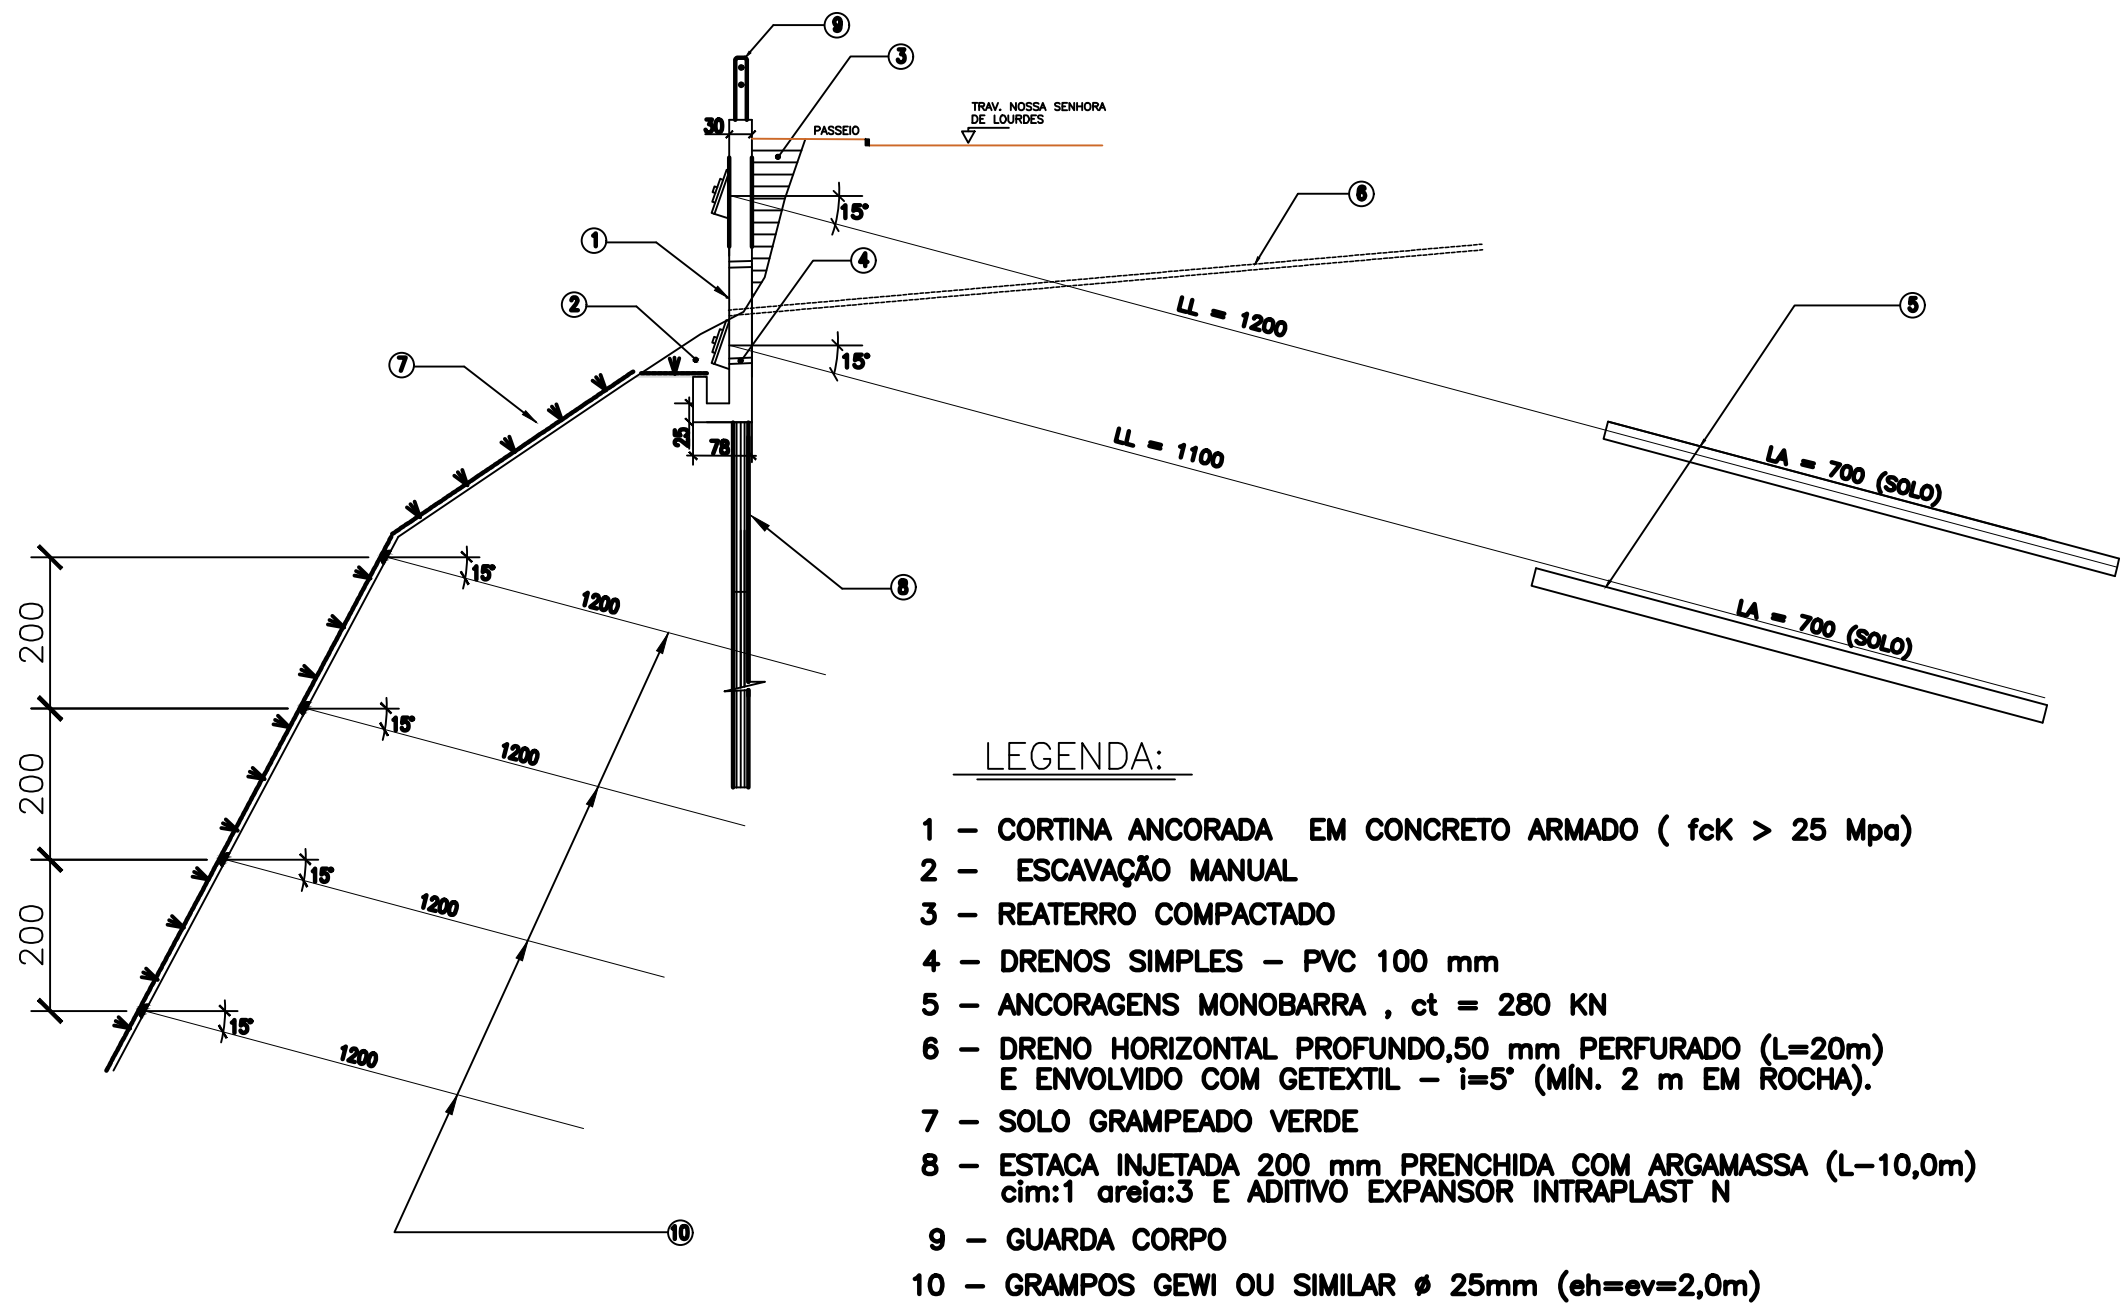 9
3
TRAV. NOSSA SENHORA
DE LOURDES
30
PASSEIO
15°
6
1
4
2
LL = 1200
5
15°
7
25
78
LL = 1100
LA = 700 (SOLO)
8
15°
1200
200
LA = 700 (SOLO)
15°
1200
200
15°
1200
200
15°
1200
10
LEGENDA:
1 - CORTINA ANCORADA EM CONCRETO ARMADO ( fcK > 25 Mpa)
2 - ESCAVAÇÃO MANUAL
3 - REATERRO COMPACTADO
4 - DRENOS SIMPLES - PVC 100 mm
5 - ANCORAGENS MONOBARRA , ct = 280 KN
6 - DRENO HORIZONTAL PROFUNDO,50 mm PERFURADO (L=20m)
E ENVOLVIDO COM GETEXTIL - i=5° (MÍN. 2 m EM ROCHA).
7 - SOLO GRAMPEADO VERDE
8 - ESTACA INJETADA 200 mm PRENCHIDA COM ARGAMASSA (L-10,0m)
cim:1 areia:3 E ADITIVO EXPANSOR INTRAPLAST N
9 - GUARDA CORPO
10 - GRAMPOS GEWI OU SIMILAR ø 25mm (eh=ev=2,0m)